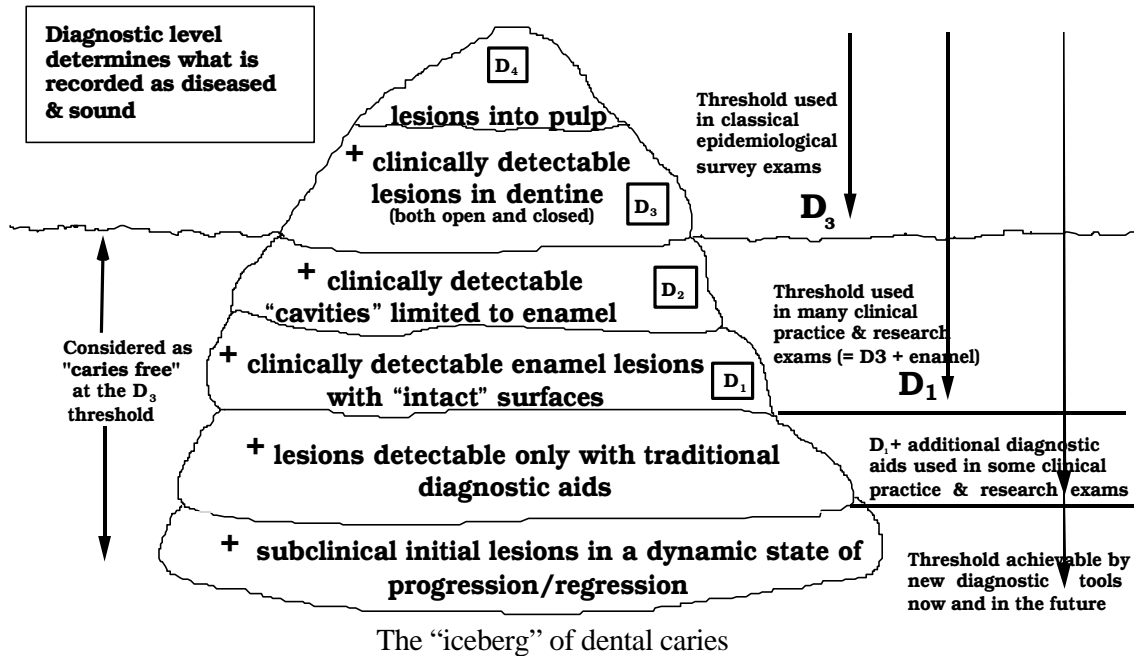 Diagnostic level
determines what is
recorded as diseased
& sound
D₄
lesions into pulp
+ clinically detectable
lesions in dentine
(both open and closed)
D₃
Threshold used
in classical
epidemiological
survey exams
D₃
+ clinically detectable
“cavities” limited to enamel
D₂
Threshold used
in many clinical
practice & research
exams (= D3 + enamel)
D₁
Considered as
"caries free"
at the D₃
threshold
+ clinically detectable enamel lesions
with “intact” surfaces
D₁
+ lesions detectable only with traditional
diagnostic aids
D₁+ additional diagnostic
aids used in some clinical
practice & research exams
+ subclinical initial lesions in a dynamic state of
progression/regression
Threshold achievable by
new diagnostic tools
now and in the future
The “iceberg” of dental caries